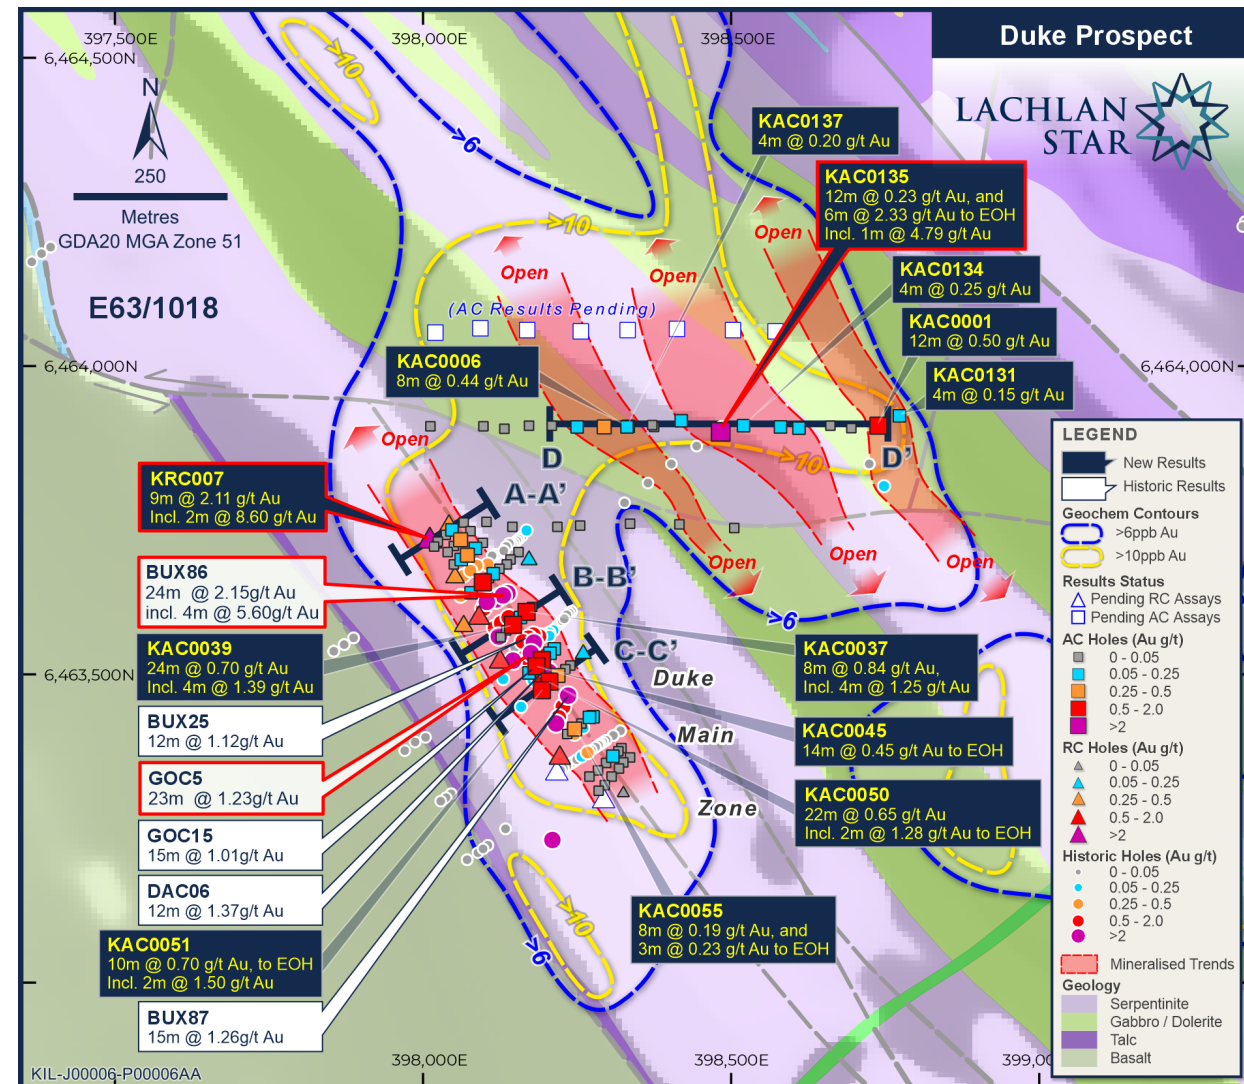 397,500E
398,000E
398,500E
Duke Prospect
6,464,500N
LACHLAN
STAR
N
250
Metres
GDA20 MGA Zone 51
E63/1018
>10
>6
>10
KAC0137
4m @ 0.20 g/t Au
KAC0135
12m @ 0.23 g/t Au, and
6m @ 2.33 g/t Au to EOH
Incl. 1m @ 4.79 g/t Au
Open
Open
Open
KAC0134
4m @ 0.25 g/t Au
(AC Results Pending)
KAC0001
12m @ 0.50 g/t Au
KAC0006
8m @ 0.44 g/t Au
6,464,000N
6,464,000N
KAC0131
4m @ 0.15 g/t Au
Open
D
D'
>10
KRC007
9m @ 2.11 g/t Au
Incl. 2m @ 8.60 g/t Au
A-A'
BUX86
24m @ 2.15g/t Au
incl. 4m @ 5.60g/t Au
B-B'
Open
Open
Open
>6
KAC0039
24m @ 0.70 g/t Au
Incl. 4m @ 1.39 g/t Au
C-C'
KAC0037
8m @ 0.84 g/t Au,
Incl. 4m @ 1.25 g/t Au
6,463,500N
Duke
Main
Zone
BUX25
12m @ 1.12g/t Au
KAC0045
14m @ 0.45 g/t Au to EOH
GOC5
23m @ 1.23g/t Au
KAC0050
22m @ 0.65 g/t Au
Incl. 2m @ 1.28 g/t Au to EOH
GOC15
15m @ 1.01g/t Au
DAC06
12m @ 1.37g/t Au
KAC0055
8m @ 0.19 g/t Au, and
3m @ 0.23 g/t Au to EOH
>10
>6
KAC0051
10m @ 0.70 g/t Au, to EOH
Incl. 2m @ 1.50 g/t Au
BUX87
15m @ 1.26g/t Au
KIL-J00006-P00006AA
398,000E
398,500E
399,0
LEGEND
New Results
Historic Results
Geochem Contours
>6ppb Au
>10ppb Au
Results Status
Pending RC Assays
Pending AC Assays
AC Holes (Au g/t)
0 - 0.05
0.05 - 0.25
0.25 - 0.5
0.5 - 2.0
>2
RC Holes (Au g/t)
0 - 0.05
0.05 - 0.25
0.25 - 0.5
0.5 - 2.0
>2
Historic Holes (Au g/t)
0 - 0.05
0.05 - 0.25
0.25 - 0.5
0.5 - 2.0
>2
Mineralised Trends
Geology
Serpentinite
Gabbro / Dolerite
Talc
Basalt